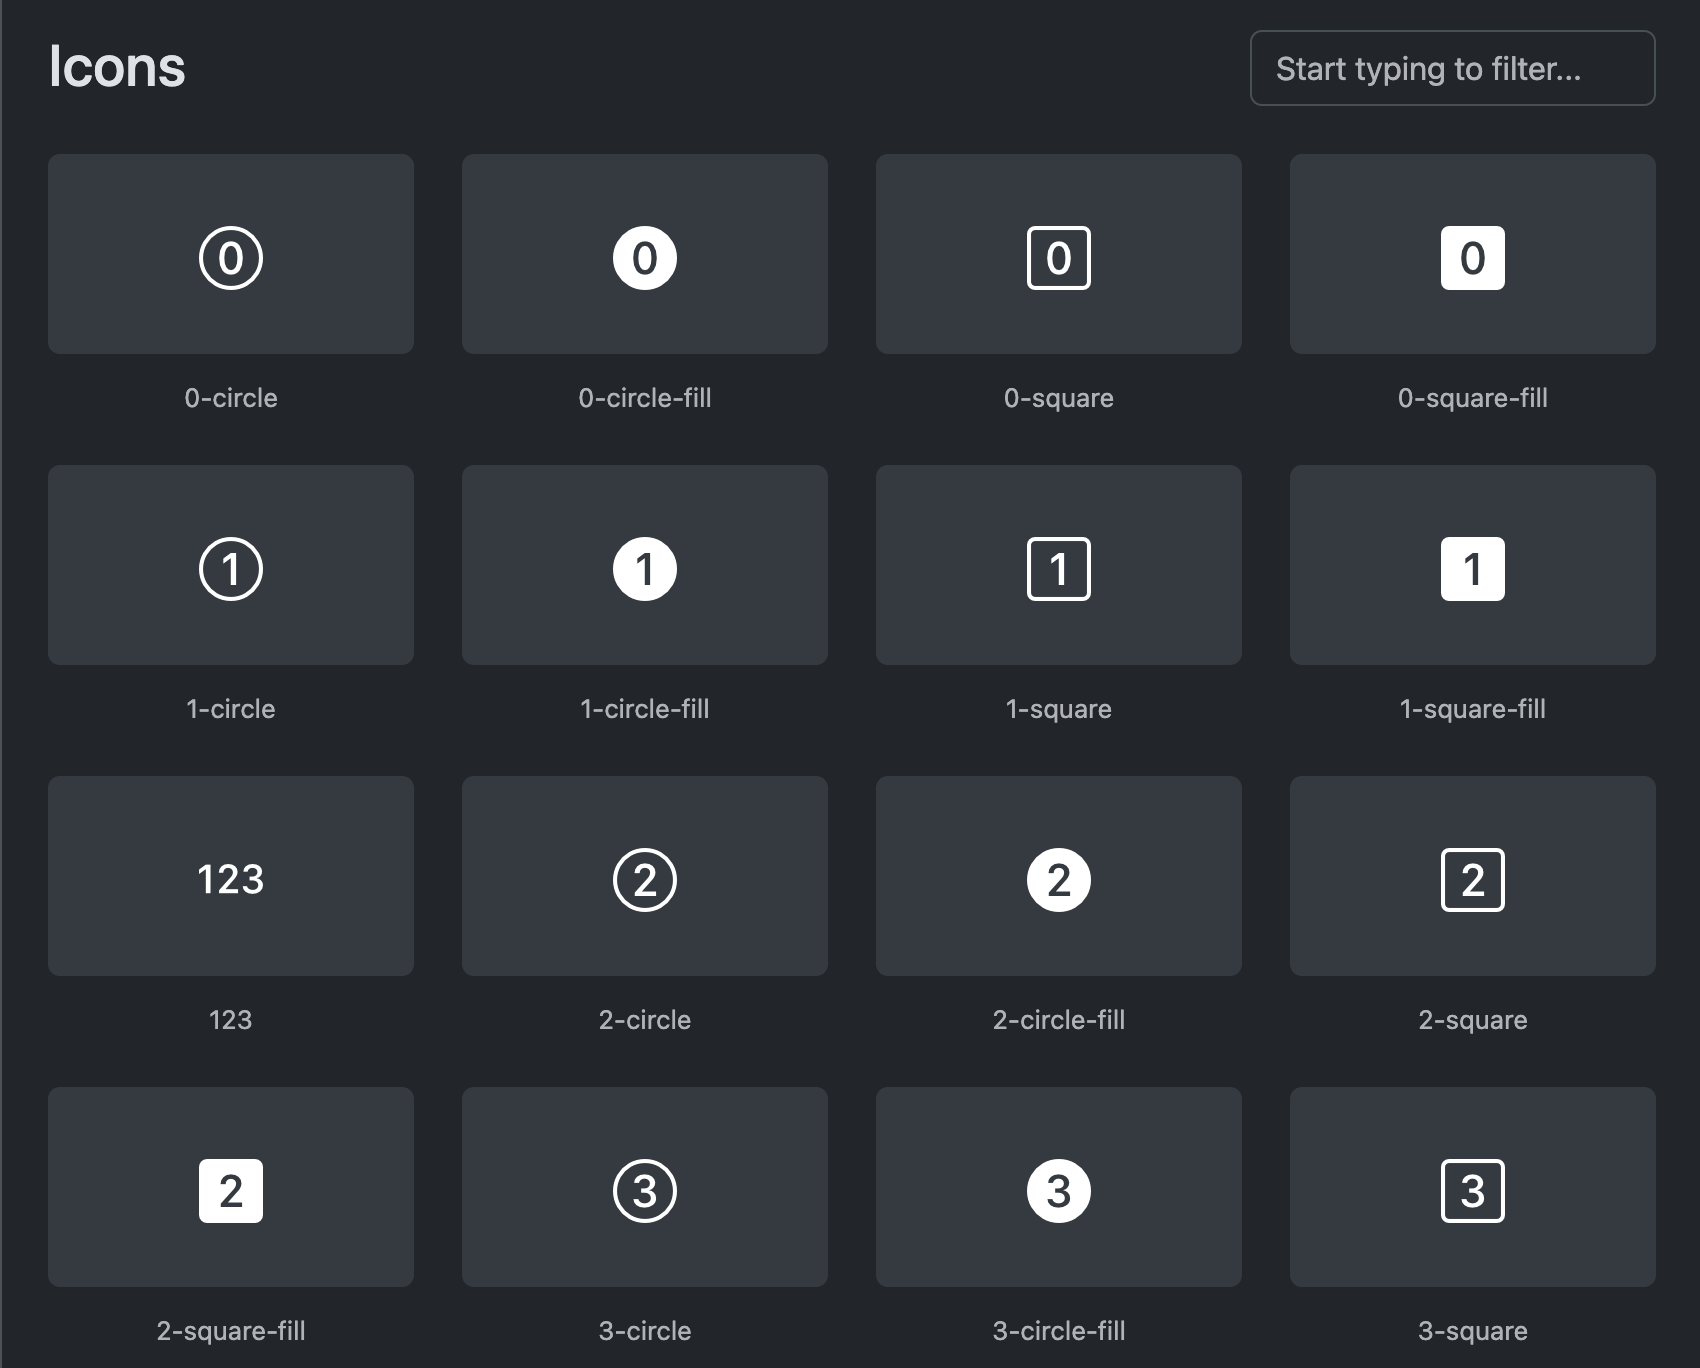 Icons
Start typing to filter...
0
0
0
0
0-circle
0-circle-fill
0-square
0-square-fill
1
1
1
1
1-circle
1-circle-fill
1-square
1-square-fill
123
2
2
2
123
2-circle
2-circle-fill
2-square
2
3
3
3
2-square-fill
3-circle
3-circle-fill
3-square